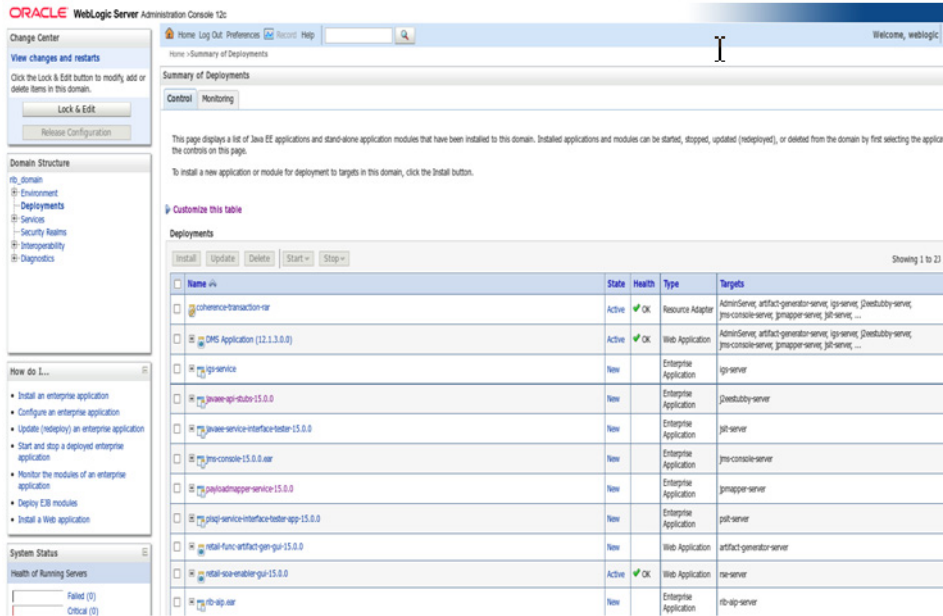 ORACLE WebLogic Server Administration Console 12c
Change Center
View changes and restarts
Click the Lock & Edit button to modify, add or
delete items in this domain.
Lock & Edit
Release Configuration
Domain Structure
rib_domain
Environment
Deployments
Services
Security Realms
Interoperability
Diagnostics
How do I...
Install an enterprise application
Configure an enterprise application
Update (redeploy) an enterprise application
Start and stop a deployed enterprise
application
Monitor the modules of an enterprise
application
Deploy EJB modules
Install a Web application
System Status
Health of Running Servers
Failed (0)
Critical (0)
Home Log Out Preferences Record Help
Welcome, weblogic
Home >Summary of Deployments
Summary of Deployments
Control Monitoring
This page displays a list of Java EE applications and stand-alone application modules that have been installed to this domain. Installed applications and modules can be started, stopped, updated (redeployed), or deleted from the domain by first selecting the applica
the controls on this page.
To install a new application or module for deployment to targets in this domain, click the Install button.
Customize this table
Deployments
Install Update Delete Start Stop
Showing 1 to 23
Name State Health Type Targets
coherence-transaction-rar Active OK Resource Adapter AdminServer, artifact-generator-server, igs-server, j2eestubby-server,
jms-console-server, jpmapper-server, jsit-server, ...
DMS Application (12.1.3.0.0) Active OK Web Application AdminServer, artifact-generator-server, igs-server, j2eestubby-server,
jms-console-server, jpmapper-server, jsit-server, ...
igs-service New Enterprise Application igs-server
javaee-api-stubs-15.0.0 New Enterprise Application j2eestubby-server
javaee-service-interface-tester-15.0.0 New Enterprise Application jsit-server
jms-console-15.0.0.ear New Enterprise Application jms-console-server
payloadmapper-service-15.0.0 New Enterprise Application jpmapper-server
plsql-service-interface-tester-app-15.0.0 New Enterprise Application psit-server
retail-func-artifact-gen-gui-15.0.0 New Web Application artifact-generator-server
retail-soa-enabler-gui-15.0.0 Active OK Web Application rse-server
rib-aip.ear New Enterprise Application rib-aip-server